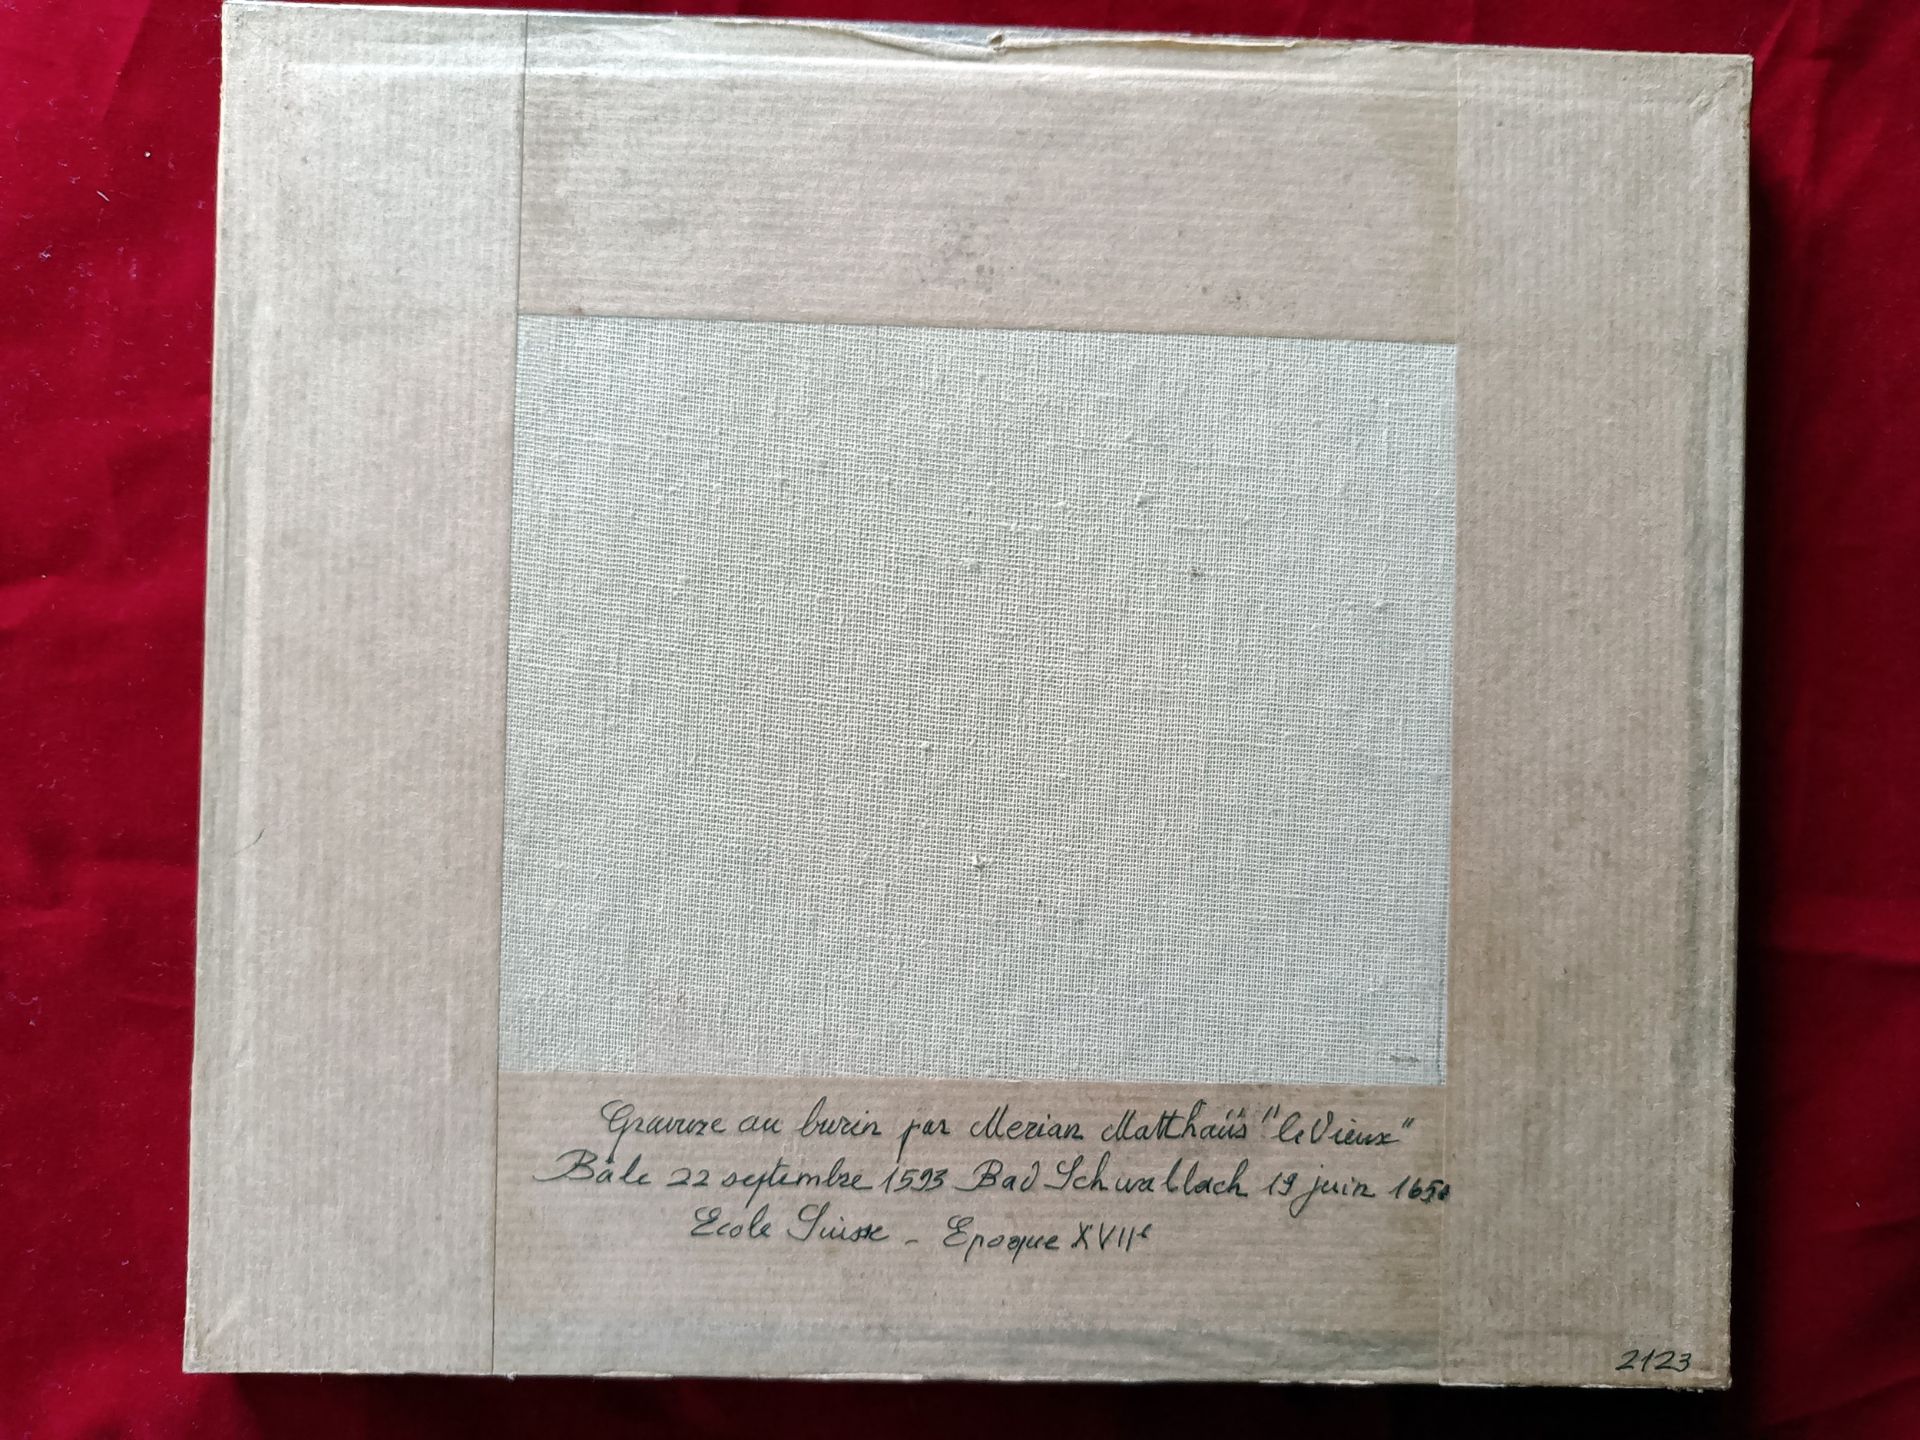 Gravure au burin par Merian Matthaüs "le Vieux"
Bâle 22 septembre 1593 Bad Schwalbach 19 juin 1650
Ecole Suisse - Epoque XVIIe
2123